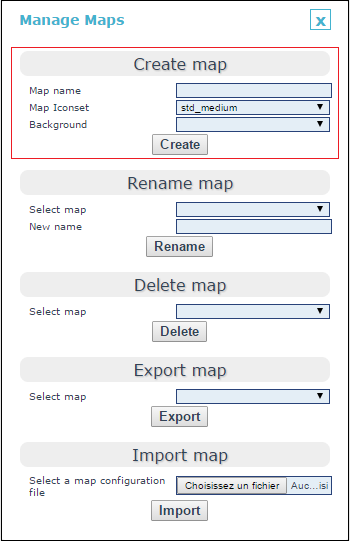 Manage Maps
x
Create map
Map name
Map Iconset std_medium
Background
Create
Rename map
Select map
New name
Rename
Delete map
Select map
Delete
Export map
Select map
Export
Import map
Select a map configuration
file
Choisissez un fichier Auc...isi
Import